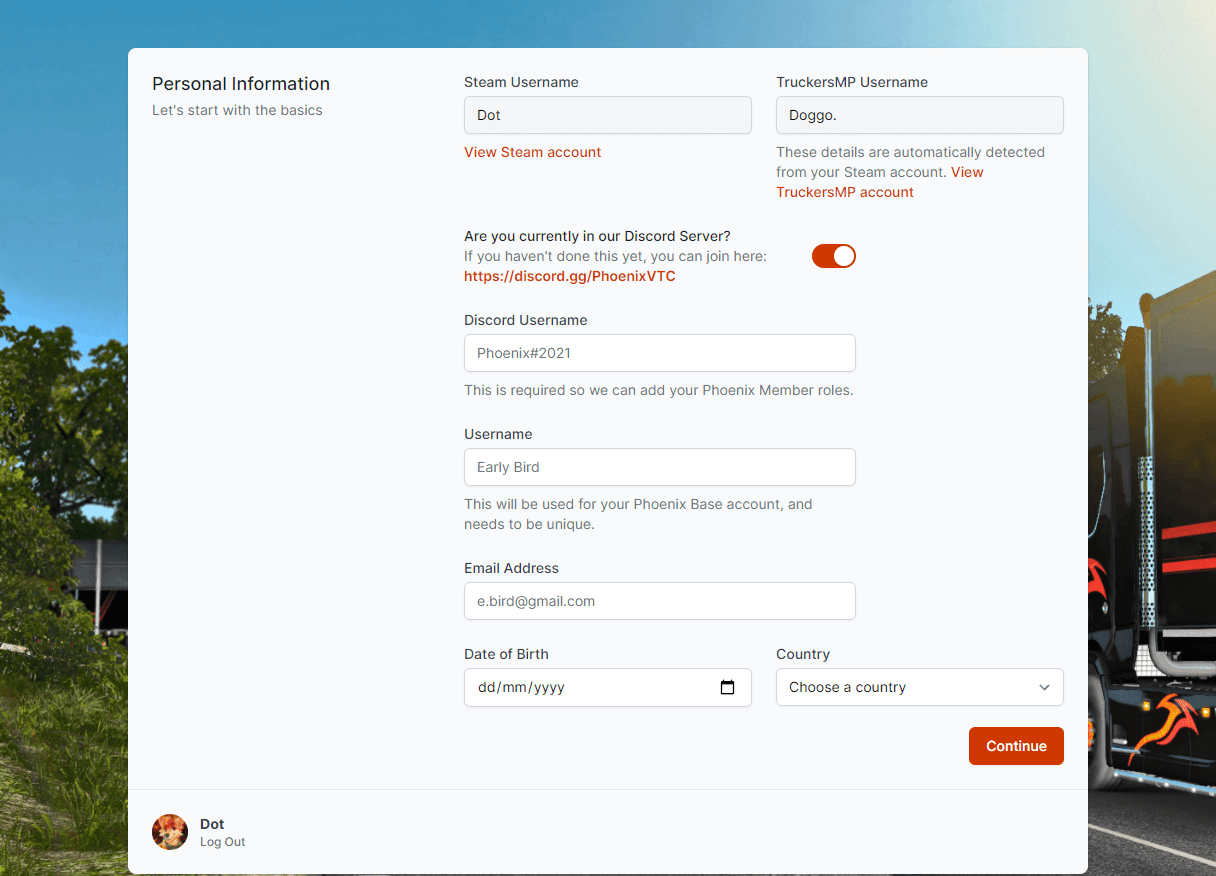 Personal Information
Let's start with the basics
Steam Username
Dot
View Steam account
TruckersMP Username
Doggo.
These details are automatically detected
from your Steam account. View
TruckersMP account
Are you currently in our Discord Server?
If you haven't done this yet, you can join here:
https://discord.gg/PhoenixVTC
Discord Username
Phoenix#2021
This is required so we can add your Phoenix Member roles.
Username
Early Bird
This will be used for your Phoenix Base account, and
needs to be unique.
Email Address
e.bird@gmail.com
Date of Birth
dd/mm/yyyy
Country
Choose a country
Continue
Dot
Log Out